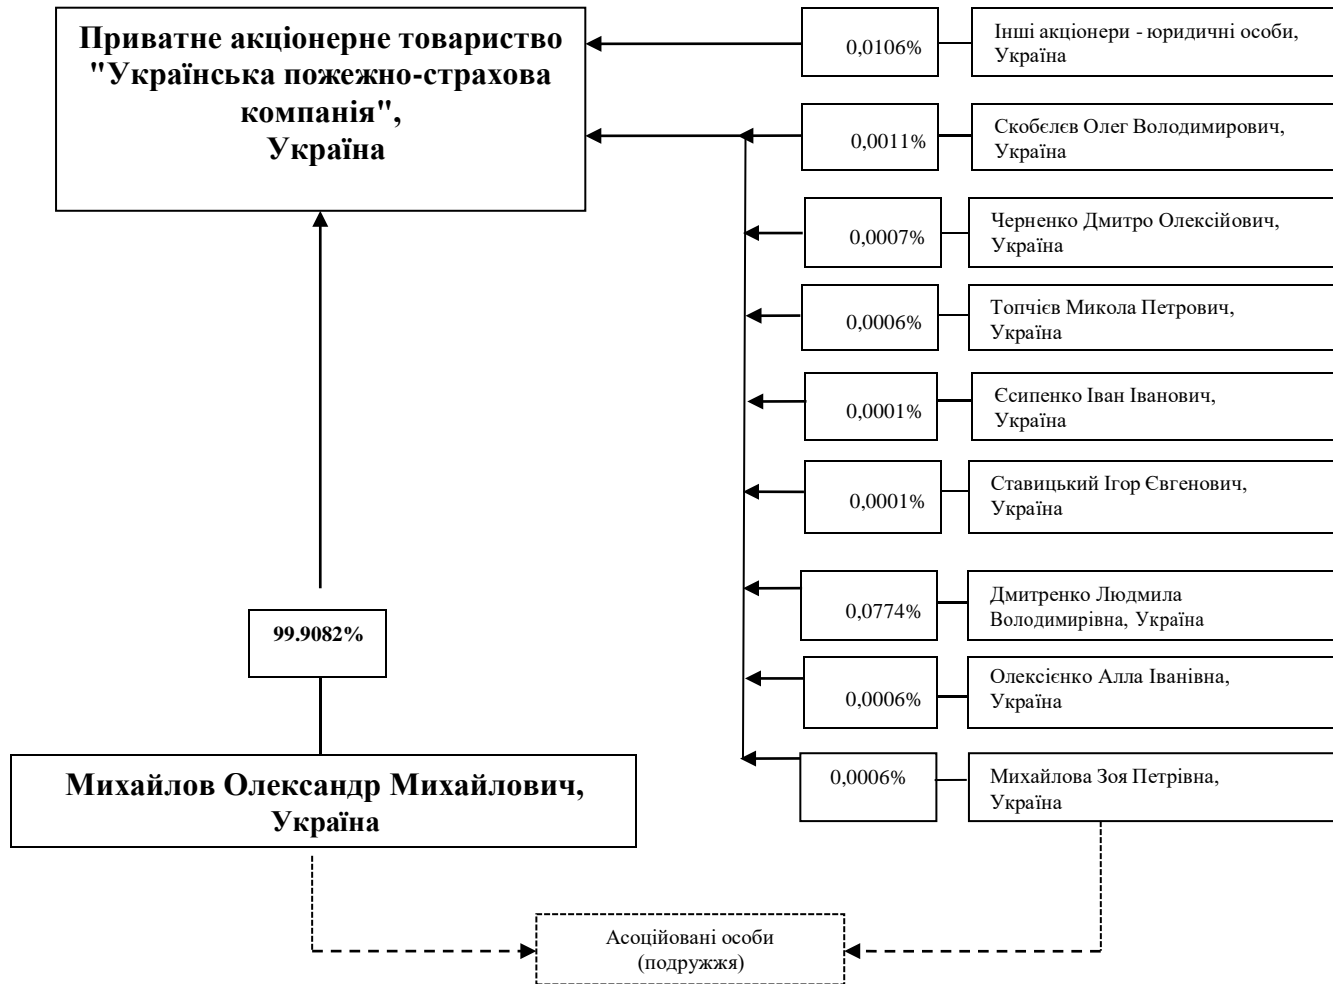 Приватне акціонерне товариство
"Українська пожежно-страхова
компанія",
Україна
0,0106%
Інші акціонери - юридичні особи,
Україна
0,0011%
Скобєлєв Олег Володимирович,
Україна
0,0007%
Черненко Дмитро Олексійович,
Україна
0,0006%
Топчієв Микола Петрович,
Україна
0,0001%
Єсипенко Іван Іванович,
Україна
0,0001%
Ставицький Ігор Євгенович,
Україна
0,0774%
Дмитренко Людмила
Володимирівна, Україна
0,0006%
Олексієнко Алла Іванівна,
Україна
0,0006%
Михайлова Зоя Петрівна,
Україна
99.9082%
Михайлов Олександр Михайлович,
Україна
Асоційовані особи
(подружжя)